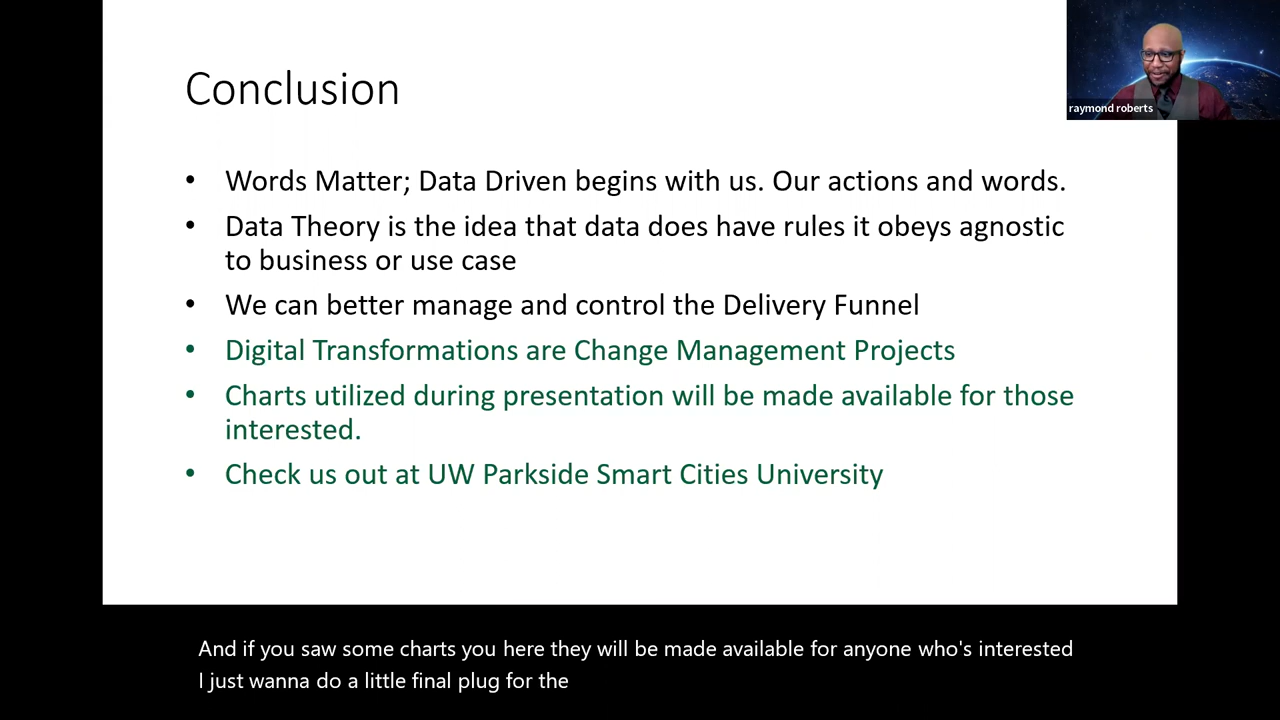 Conclusion
raymond roberts
• Words Matter; Data Driven begins with us. Our actions and words.
• Data Theory is the idea that data does have rules it obeys agnostic
to business or use case
• We can better manage and control the Delivery Funnel
• Digital Transformations are Change Management Projects
• Charts utilized during presentation will be made available for those
interested.
• Check us out at UW Parkside Smart Cities University
And if you saw some charts you here they will be made available for anyone who's interested
I just wanna do a little final plug for the